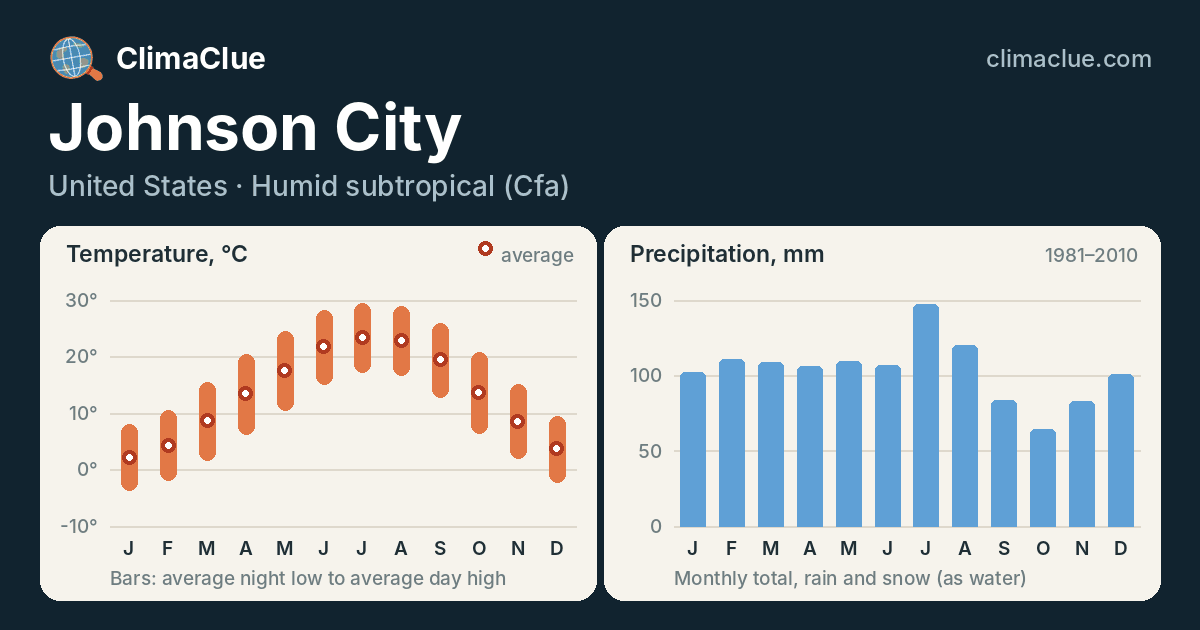 ClimaClue
climaclue.com
Johnson City
United States · Humid subtropical (Cfa)
Temperature, °C
average
30°
20°
10°
0°
-10°
J F M A M J J A S O N D
Bars: average night low to average day high
Precipitation, mm
1981–2010
150
100
50
0
J F M A M J J A S O N D
Monthly total, rain and snow (as water)